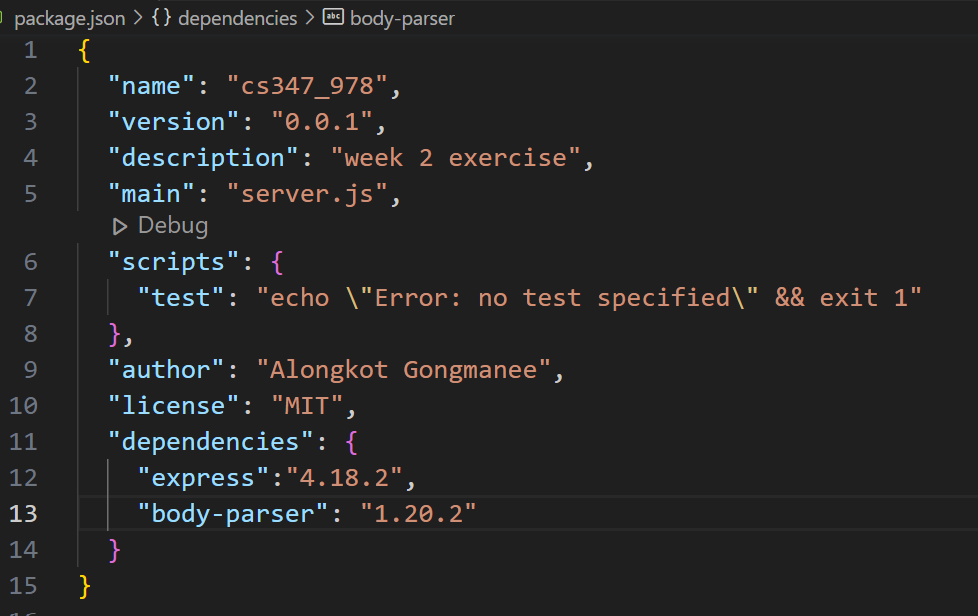 package.json > {} dependencies > abc body-parser
1 {
2 "name": "cs347_978",
3 "version": "0.0.1",
4 "description": "week 2 exercise",
5 "main": "server.js",
Debug
6 "scripts": {
7 "test": "echo \"Error: no test specified\" && exit 1"
8 },
9 "author": "Alongkot Gongmanee",
10 "license": "MIT",
11 "dependencies": {
12 "express":"4.18.2",
13 "body-parser": "1.20.2"
14 }
15 }